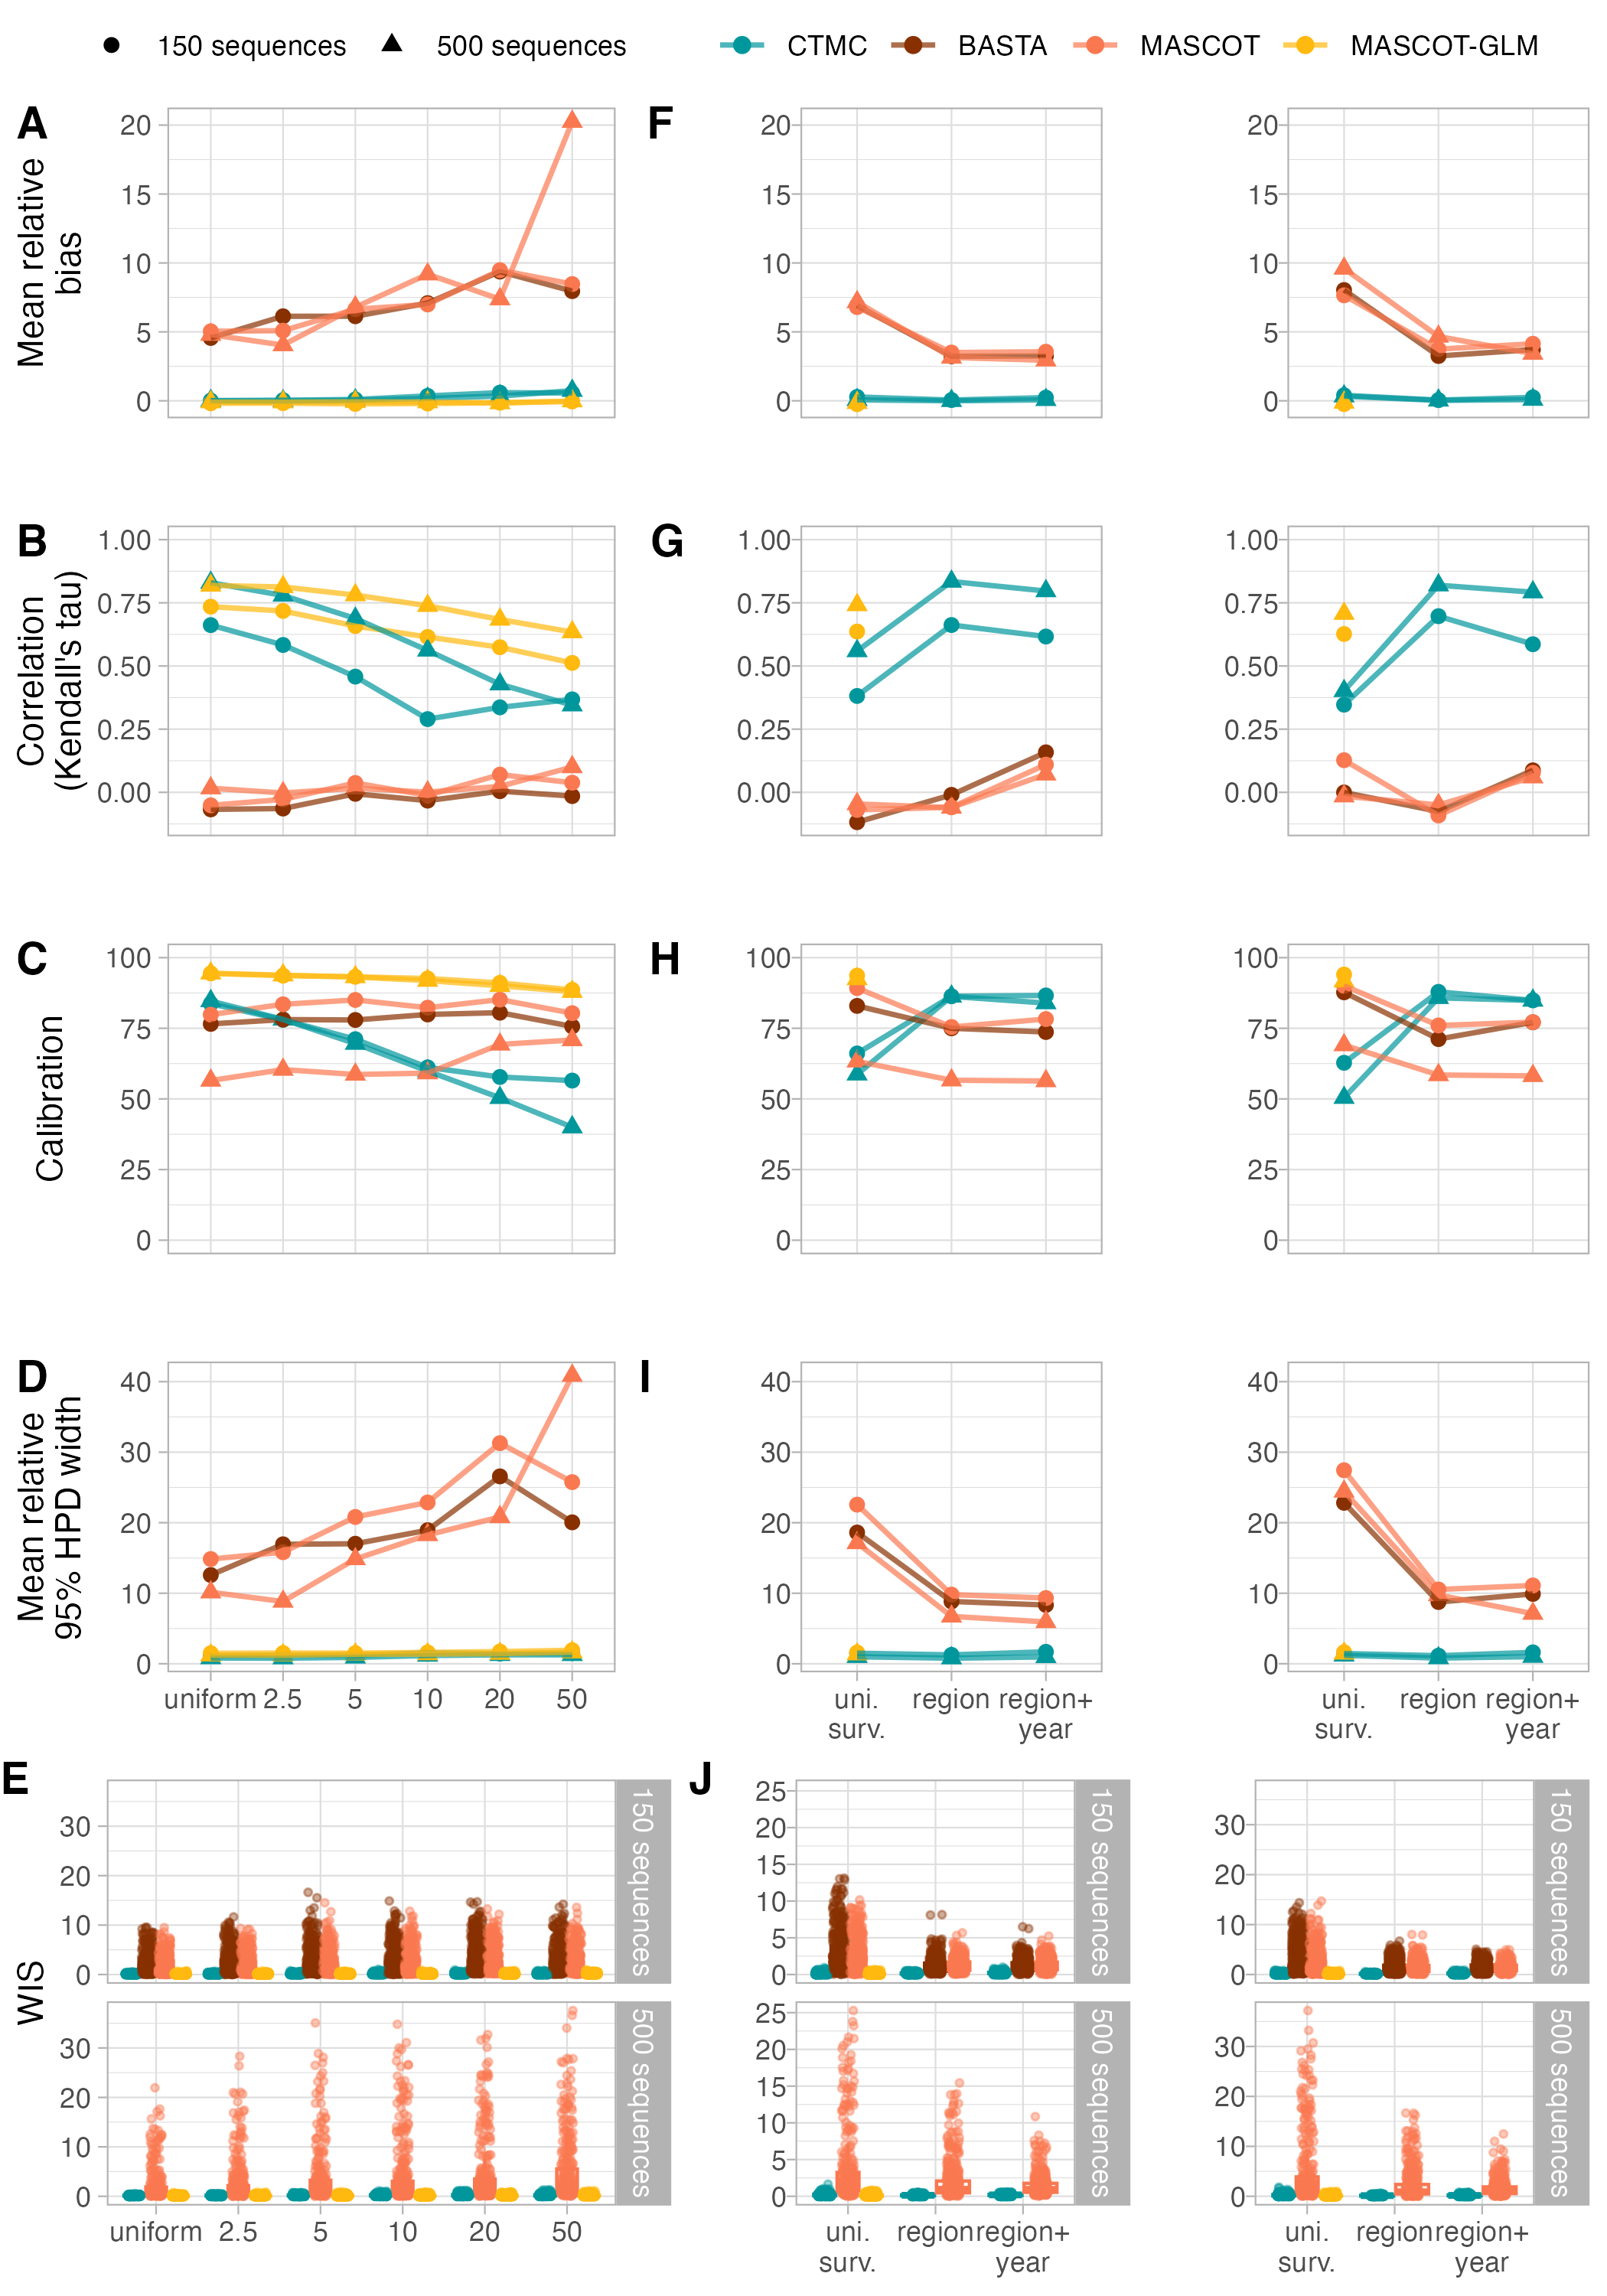 150 sequences 500 sequences CTMC BASTA MASCOT MASCOT-GLM
A
Mean relative
bias
20
15
10
5
0
F
20
15
10
5
0
20
15
10
5
0
B
Correlation
(Kendall's tau)
1.00
0.75
0.50
0.25
0.00
G
1.00
0.75
0.50
0.25
0.00
1.00
0.75
0.50
0.25
0.00
C
Calibration
100
75
50
25
0
H
100
75
50
25
0
100
75
50
25
0
D
Mean relative
95% HPD width
40
30
20
10
0
uniform 2.5 5 10 20 50
I
40
30
20
10
0
uni. region region+
surv. year
40
30
20
10
0
uni. region region+
surv. year
E
WIS
30
20
10
0
150 sequences
30
20
10
0
500 sequences
uniform 2.5 5 10 20 50
J
25
20
15
10
5
0
150 sequences
25
20
15
10
5
0
500 sequences
uni. region region+
surv. year
30
20
10
0
150 sequences
30
20
10
0
500 sequences
uni. region region+
surv. year